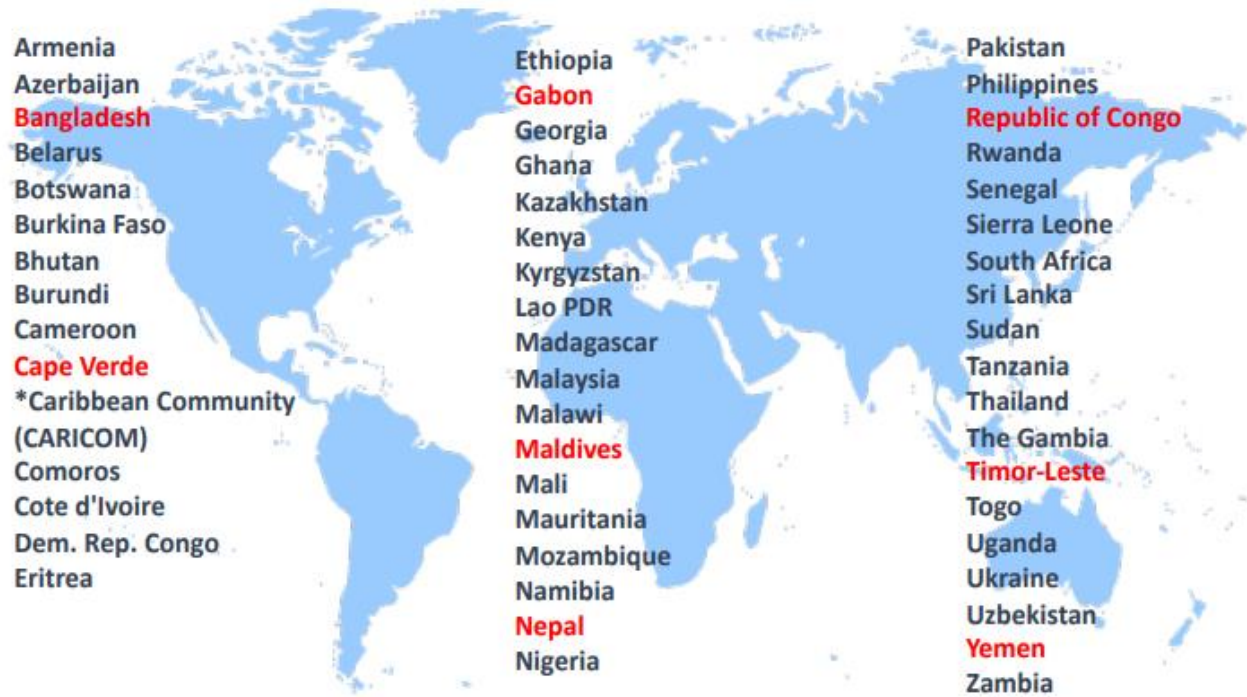 Armenia
Azerbaijan
Bangladesh
Belarus
Botswana
Burkina Faso
Bhutan
Burundi
Cameroon
Cape Verde
*Caribbean Community
(CARICOM)
Comoros
Cote d'Ivoire
Dem. Rep. Congo
Eritrea
Ethiopia
Gabon
Georgia
Ghana
Kazakhstan
Kenya
Kyrgyzstan
Lao PDR
Madagascar
Malaysia
Malawi
Maldives
Mali
Mauritania
Mozambique
Namibia
Nepal
Nigeria
Pakistan
Philippines
Republic of Congo
Rwanda
Senegal
Sierra Leone
South Africa
Sri Lanka
Sudan
Tanzania
Thailand
The Gambia
Timor-Leste
Togo
Uganda
Ukraine
Uzbekistan
Yemen
Zambia